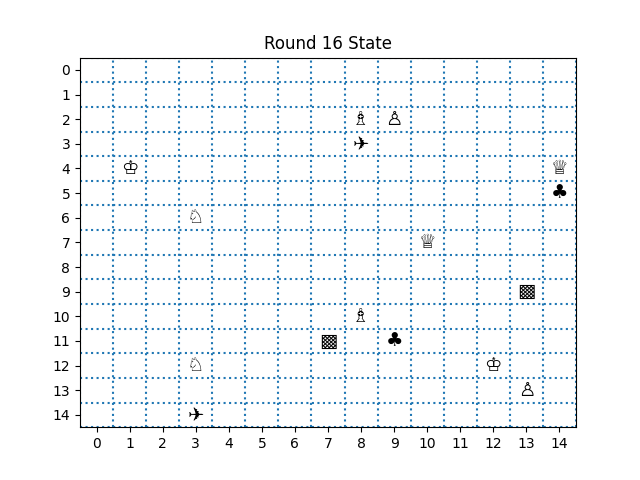 Round 16 State
0
1
2 ♗ ♙
3 ✈
4 ♔ ♕
5 ♣
6 ♘
7 ♕
8
9 ▩
10 ♗
11 ▩ ♣
12 ♘ ♔
13 ♙
14 ✈
0 1 2 3 4 5 6 7 8 9 10 11 12 13 14